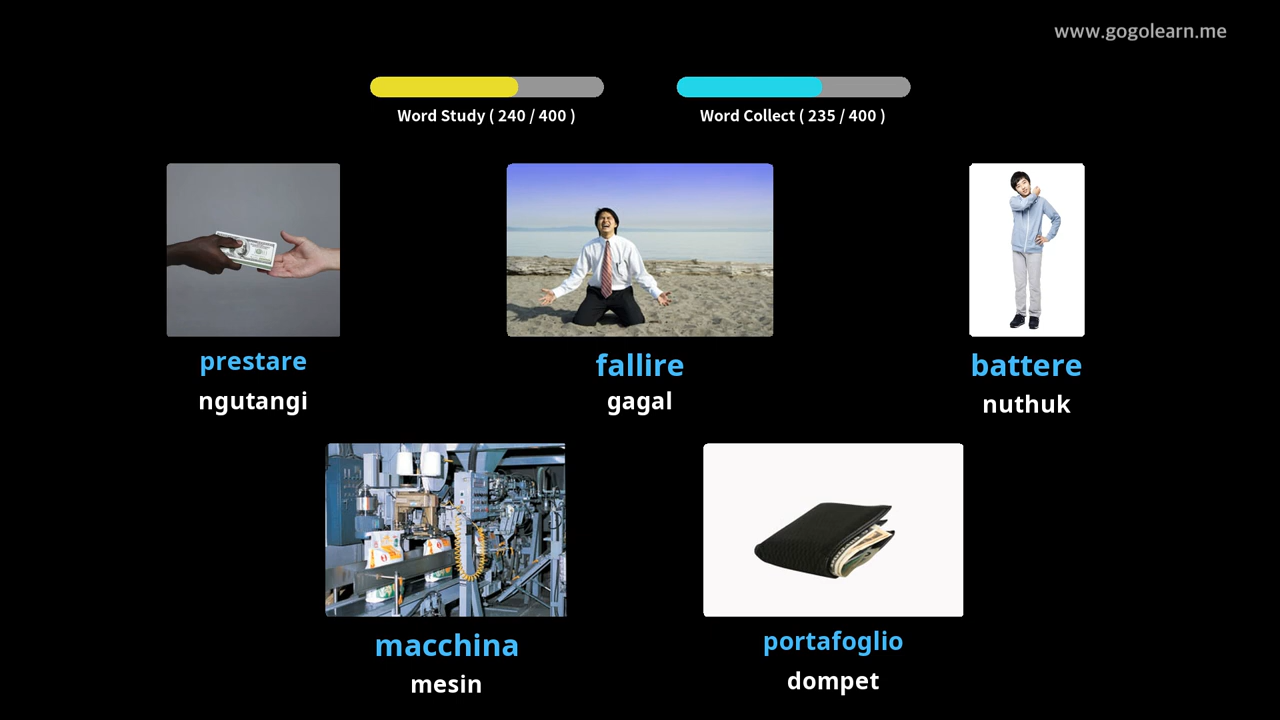 www.gogolearn.me
Word Study ( 240 / 400 )
Word Collect ( 235 / 400 )
prestare
ngutangi
fallire
gagal
battere
nuthuk
macchina
mesin
portafoglio
dompet